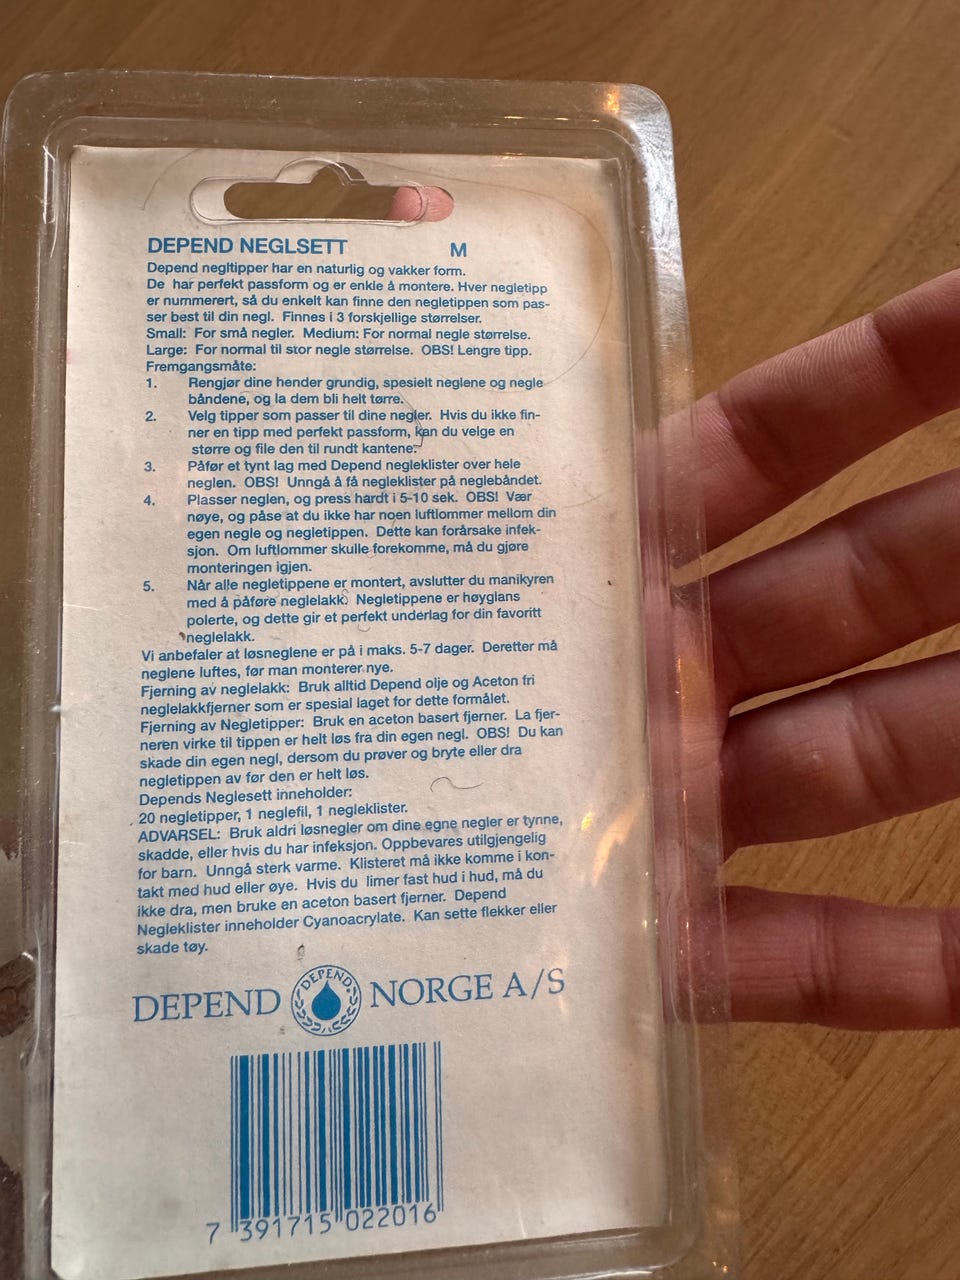 DEPEND NEGLSETT M
Depend negltipper har en naturlig og vakker form.
De har perfekt passform og er enkle å montere. Hver negletipp
er nummerert, så du enkelt kan finne den negletippen som pas-
ser best til din negl. Finnes i 3 forskjellige størrelser.
Small: For små negler. Medium: For normal negle størrelse.
Large: For normal til stor negle størrelse. OBS! Lengre tipp.
Fremgangsmåte:
1. Rengjør dine hender grundig, spesielt neglene og negle
båndene, og la dem bli helt tørre.
2. Velg tipper som passer til dine negler. Hvis du ikke fin-
ner en tipp med perfekt passform, kan du velge en
større og file den til rundt kantene.
3. Påfør et tynt lag med Depend negleklister over hele
neglen. OBS! Unngå å få negleklister på neglebåndet.
4. Plasser neglen, og press hardt i 5-10 sek. OBS! Vær
nøye, og påse at du ikke har noen luftlommer mellom din
egen negle og negletippen. Dette kan forårsake infek-
sjon. Om luftlommer skulle forekomme, må du gjøre
monteringen igjen.
5. Når alle negletippene er montert, avslutter du manikyren
med å påføre neglelakk. Negletippene er høyglans
polerte, og dette gir et perfekt underlag for din favoritt
neglelakk.
Vi anbefaler at løsneglene er på i maks. 5-7 dager. Deretter må
neglene luftes, før man monterer nye.
Fjerning av neglelakk: Bruk alltid Depend olje og Aceton fri
neglelakkfjerner som er spesial laget for dette formålet.
Fjerning av Negletipper: Bruk en aceton basert fjerner. La fjer-
neren virke til tippen er helt løs fra din egen negl. OBS! Du kan
skade din egen negl, dersom du prøver og bryte eller dra
negletippen av før den er helt løs.
Depends Neglesett inneholder:
20 negletipper, 1 neglefil, 1 negleklister.
ADVARSEL: Bruk aldri løsnegler om dine egne negler er tynne,
skadde, eller hvis du har infeksjon. Oppbevares utilgjengelig
for barn. Unngå sterk varme. Klisteret må ikke komme i kon-
takt med hud eller øye. Hvis du limer fast hud i hud, må du
ikke dra, men bruke en aceton basert fjerner. Depend
Negleklister inneholder Cyanoacrylate. Kan sette flekker eller
skade tøy.
DEPEND DEPEND NORGE A/S
7 391715 022016